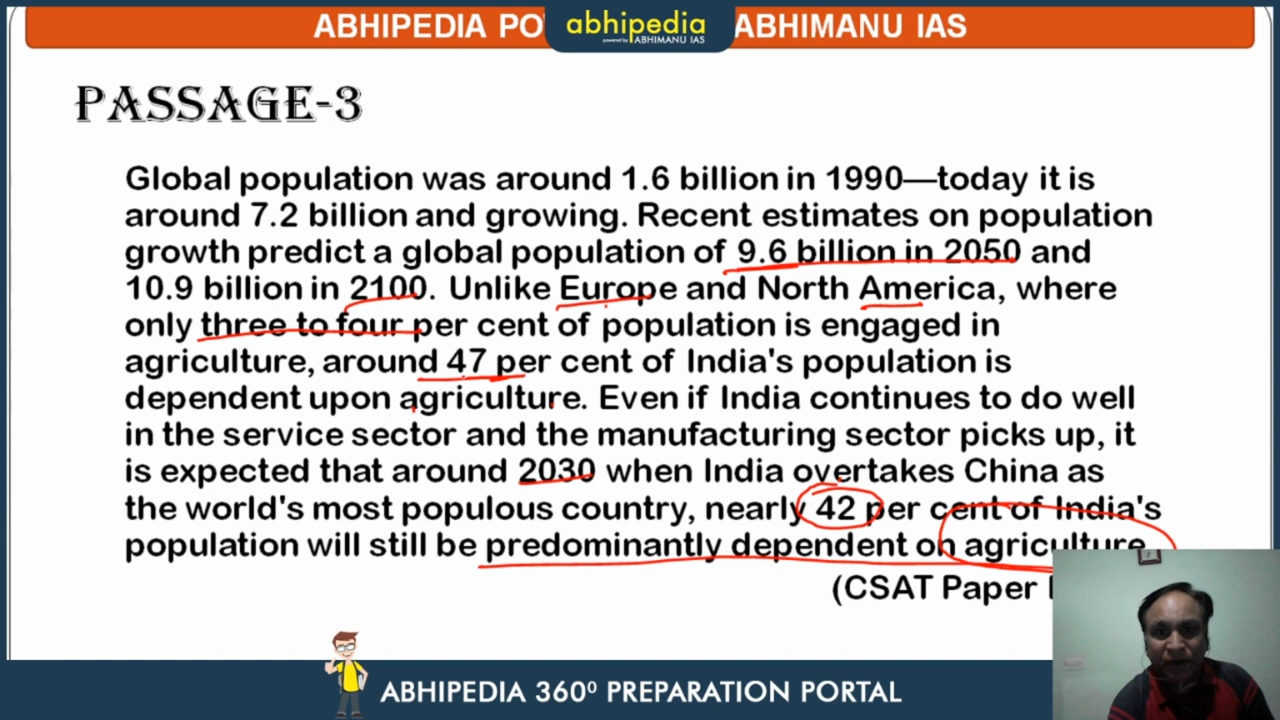 ABHIPEDIA PO
abhipedia
powered by ABHIMANU IAS
ABHIMANU IAS
PASSAGE-3
Global population was around 1.6 billion in 1990—today it is
around 7.2 billion and growing. Recent estimates on population
growth predict a global population of 9.6 billion in 2050 and
10.9 billion in 2100. Unlike Europe and North America, where
only three to four per cent of population is engaged in
agriculture, around 47 per cent of India's population is
dependent upon agriculture. Even if India continues to do well
in the service sector and the manufacturing sector picks up, it
is expected that around 2030 when India overtakes China as
the world's most populous country, nearly 42 per cent of India's
population will still be predominantly dependent on agriculture
(CSAT Paper
ABHIPEDIA 360⁰ PREPARATION PORTAL